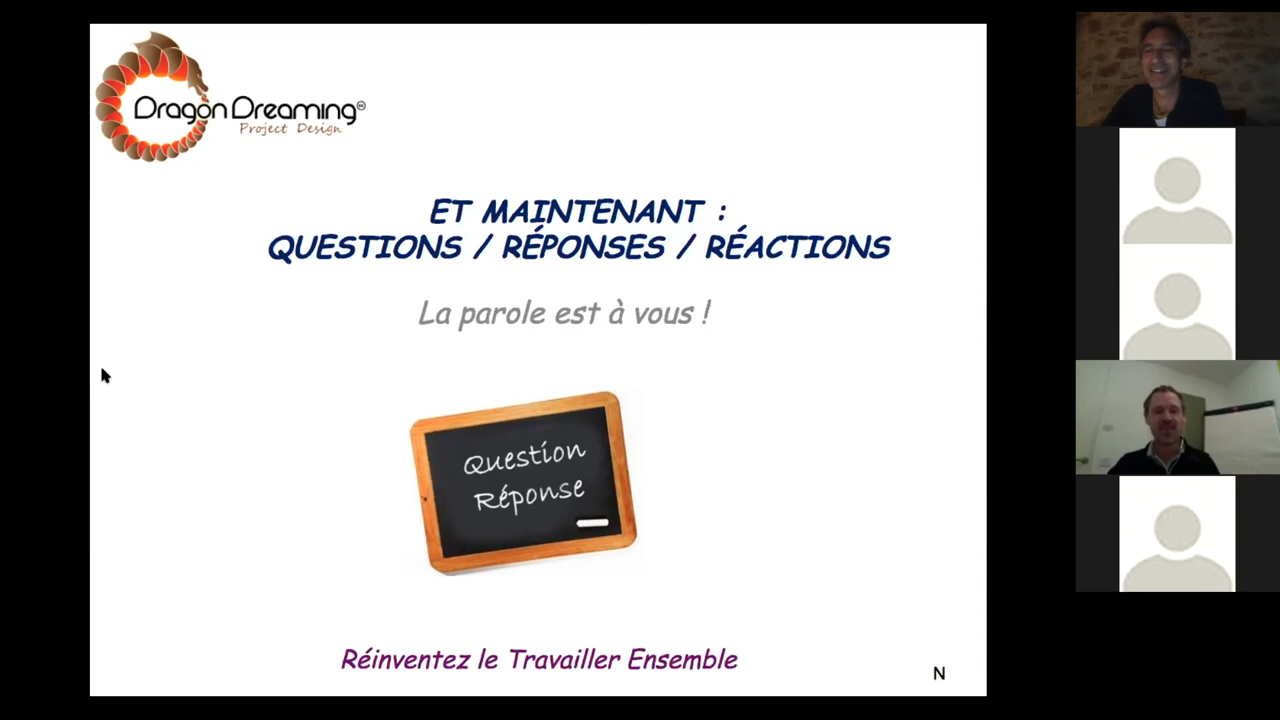 Dragon Dreaming
Project Design
ET MAINTENANT :
QUESTIONS / RÉPONSES / RÉACTIONS
La parole est à vous !
Question
Réponse
Réinventez le Travailler Ensemble
N